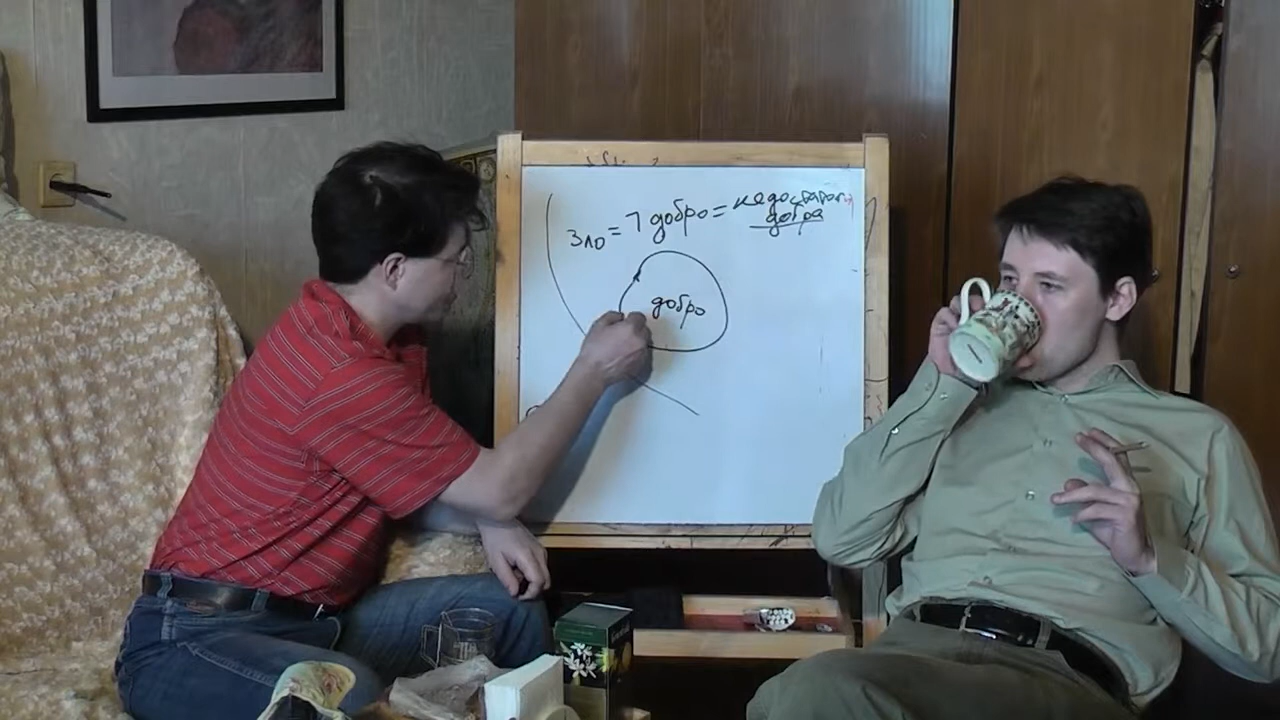 Зло = ⁊ добро = недостаток
добра
добро